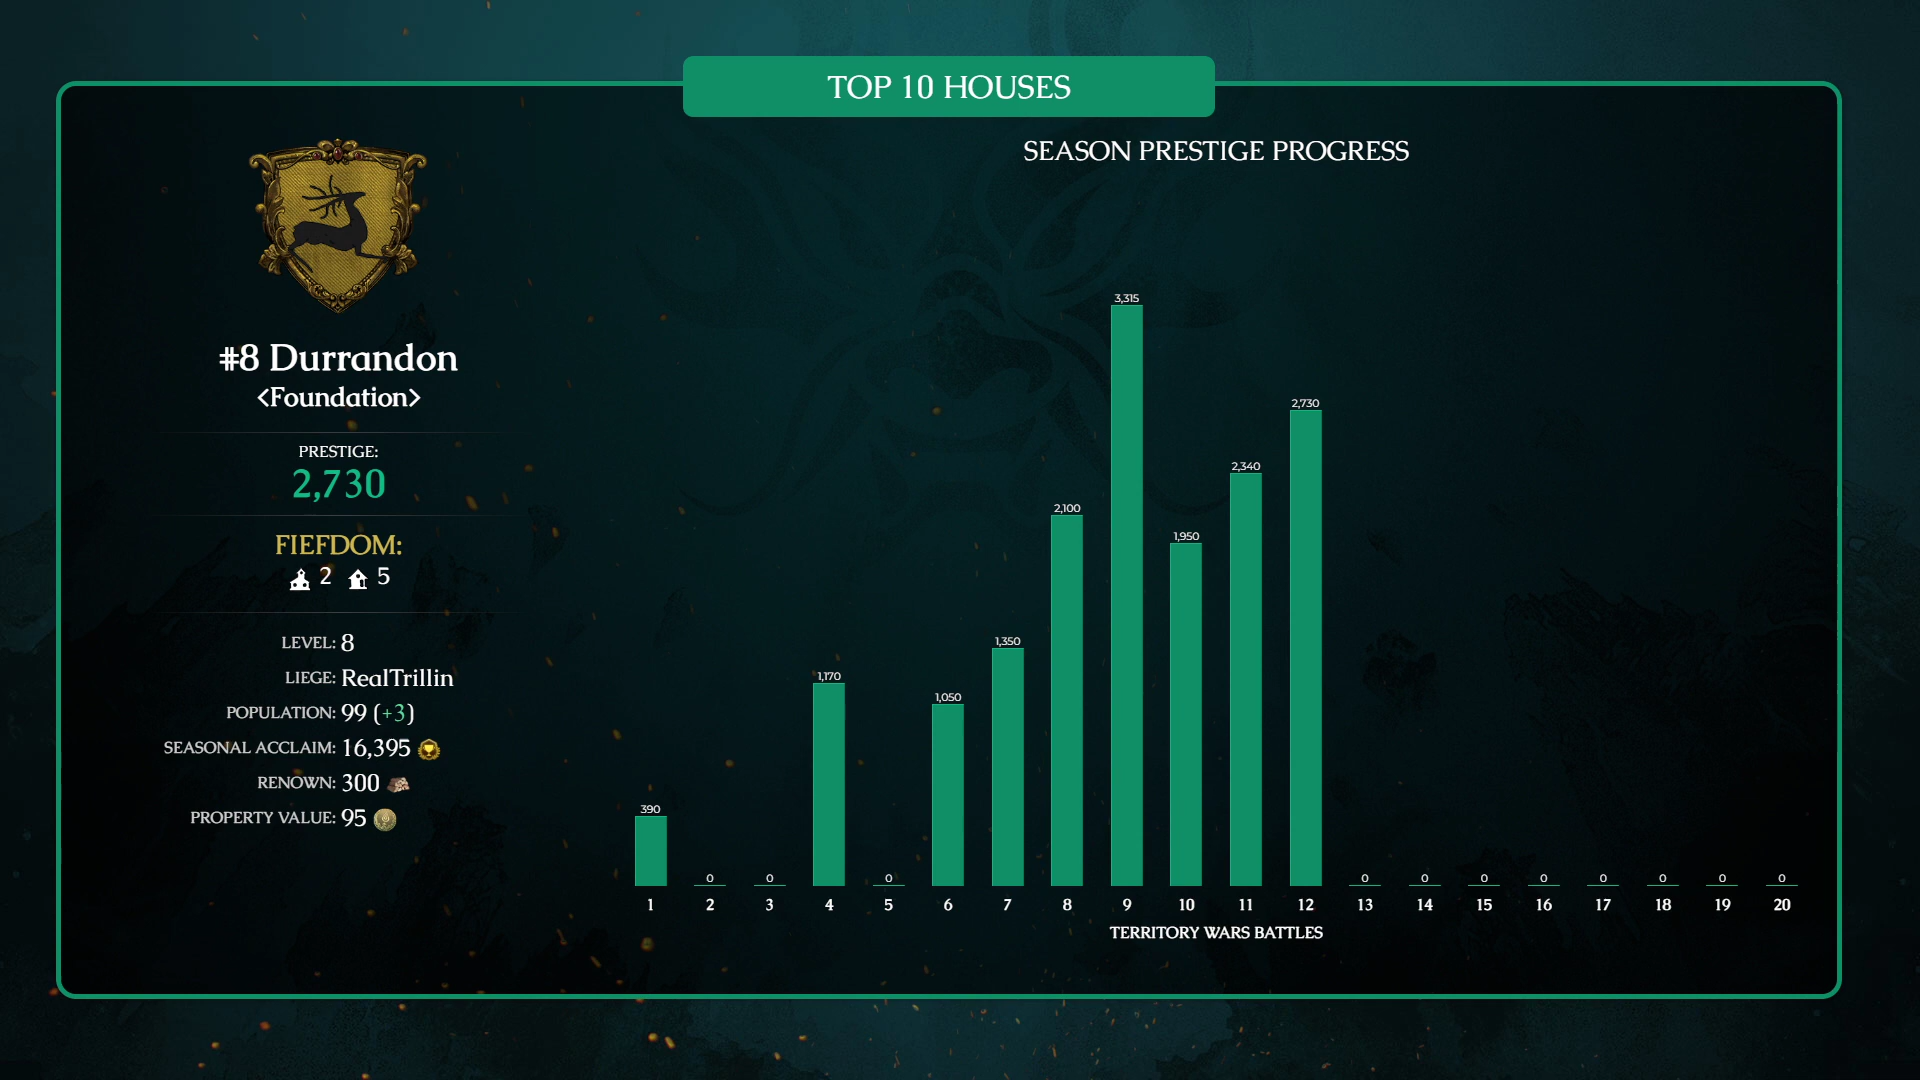 TOP 10 HOUSES
#8 Durrandon
<Foundation>
PRESTIGE:
2,730
FIEFDOM:
2 5
LEVEL: 8
LIEGE: RealTrillin
POPULATION: 99 (+3)
SEASONAL ACCLAIM: 16,395
RENOWN: 300
PROPERTY VALUE: 95
SEASON PRESTIGE PROGRESS
390 0 0 1,170 0 1,050 1,350 2,100 3,315 1,950 2,340 2,730 0 0 0 0 0 0 0 0
1 2 3 4 5 6 7 8 9 10 11 12 13 14 15 16 17 18 19 20
TERRITORY WARS BATTLES